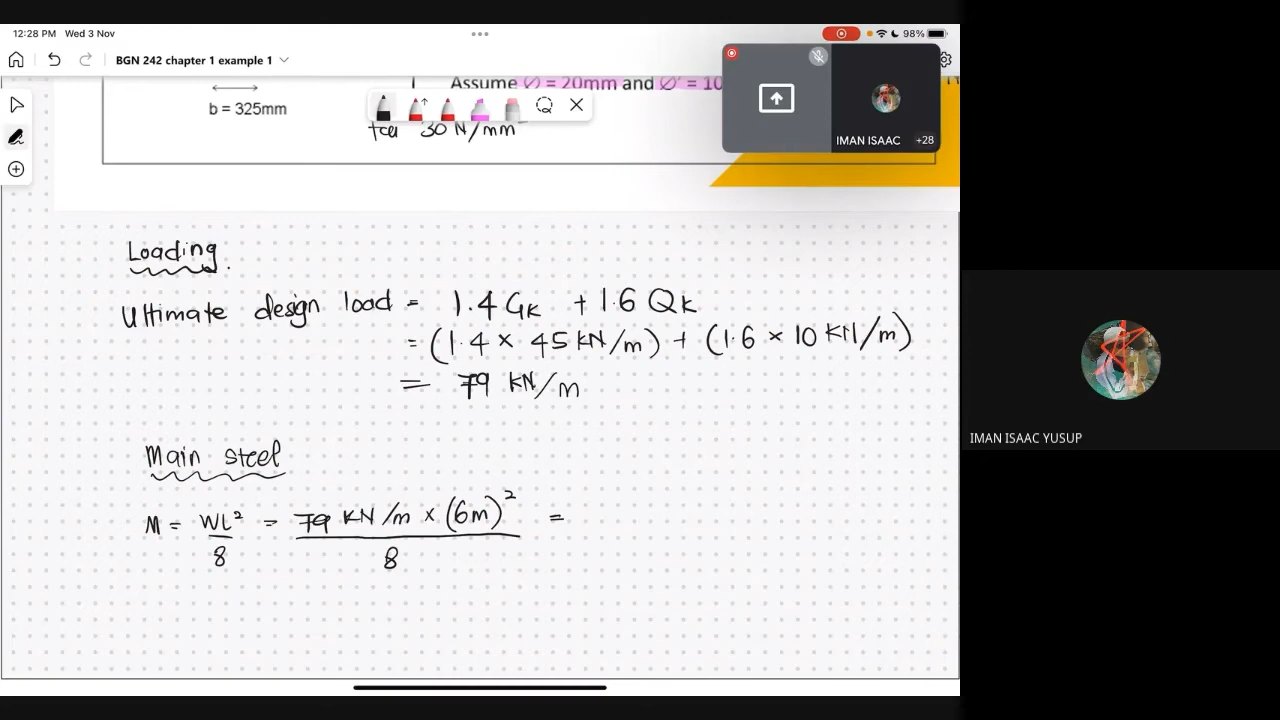 12:28 PM Wed 3 Nov
98%
BGN 242 chapter 1 example 1
Assume ∅ = 20mm and ∅' = 10
b = 325mm
fcu 30 N/mm
IMAN ISAAC +28
Loading.
Ultimate design load = 1.4 Gk + 1.6 Qk
= (1.4 × 45 KN/m) + (1.6 × 10 KN/m)
= 79 KN/m
Main steel
M = WL² = 79 KN/m × (6m)² =
8 8
IMAN ISAAC YUSUP